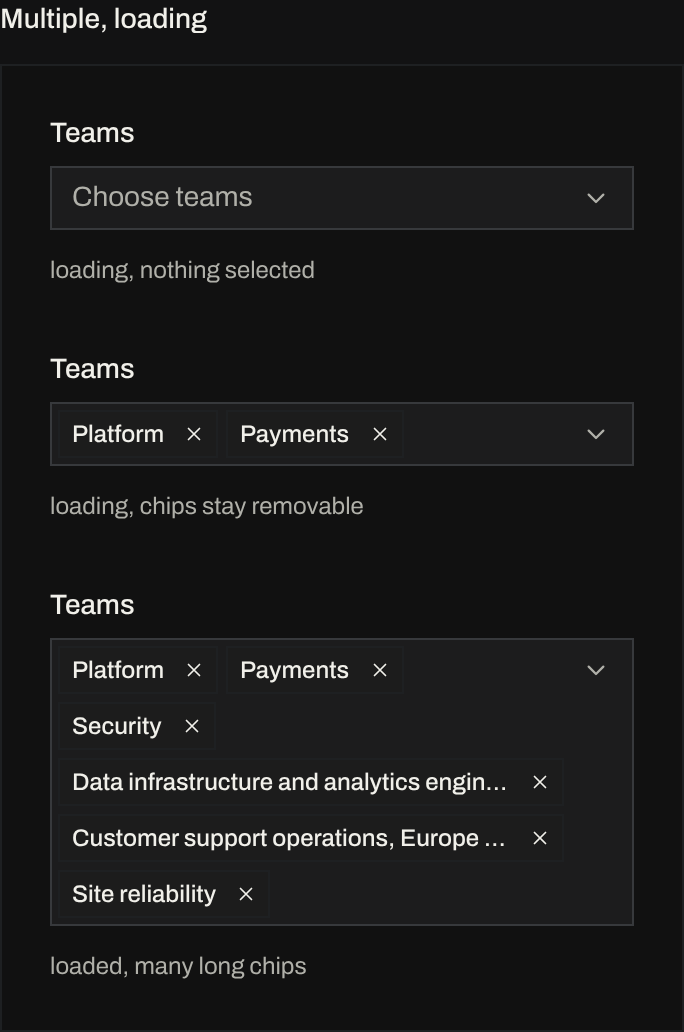 Multiple, loading
Teams
Choose teams
loading, nothing selected
Teams
Platform Payments
loading, chips stay removable
Teams
Platform Payments
Security
Data infrastructure and analytics engin...
Customer support operations, Europe ...
Site reliability
loaded, many long chips